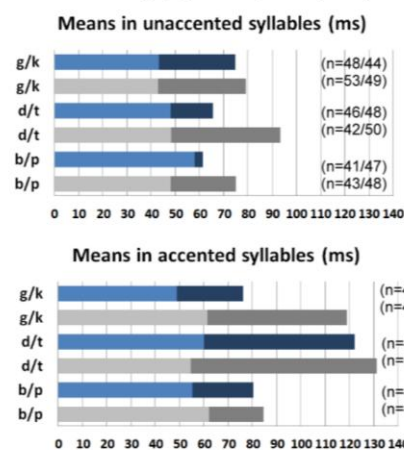 Means in unaccented syllables (ms)
g/k (n=48/44)
g/k (n=53/49)
d/t (n=46/48)
d/t (n=42/50)
b/p (n=41/47)
b/p (n=43/48)
0 10 20 30 40 50 60 70 80 90 100 110 120 130 140
Means in accented syllables (ms)
g/k (n=
g/k (n=
d/t (n=
d/t (n=
b/p (n=
b/p (n=
0 10 20 30 40 50 60 70 80 90 100 110 120 130 140